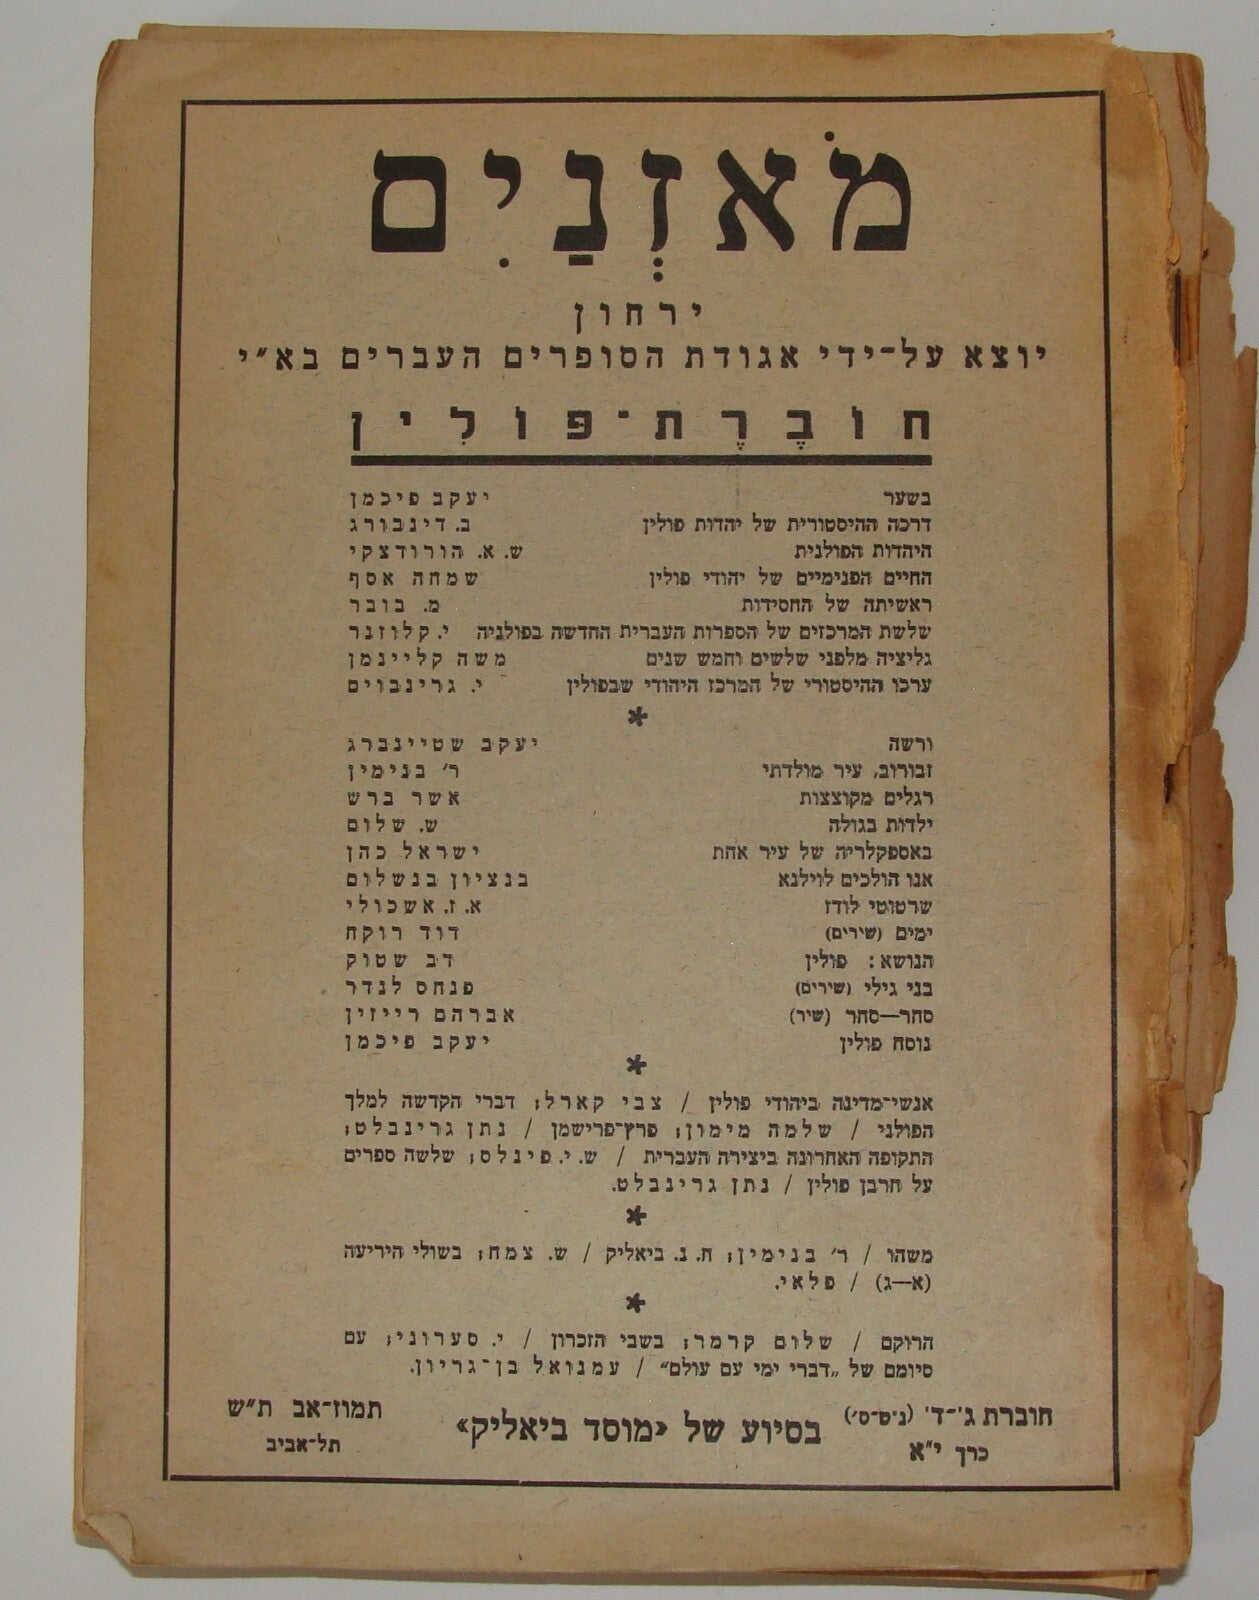 מֹאזְנַיִם
ירחון
יוצא על־ידי אגודת הסופרים העברים בא״י
חוֹבֶרֶת־פּוֹלִין
בשער יעקב פיכמן
דרכה ההיסטורית של יהדות פולין ב. דינבורג
היהדות הפולנית ש. א. הורודצקי
החיים הפנימיים של יהודי פולין שמחה אסף
ראשיתה של החסידות מ. בובר
שלשת המרכזים של הספרות העברית החדשה בפולניה י. קלוזנר
גליציה מלפני שלשים וחמש שנים משה קליינמן
ערכו ההיסטורי של המרכז היהודי שבפולין י. גרינבוים
*
ורשה יעקב שטיינברג
זבורוב, עיר מולדתי ר׳ בנימין
רגלים מקוצצות אשר ברש
ילדות בגולה ש. שלום
באספקלריה של עיר אחת ישראל כהן
אנו הולכים לוילנא בנציון בנשלום
שרטוטי לודז א. ז. אשכולי
ימים (שירים) דוד רוקח
הנושא: פולין דב שטוק
בני גילי (שירים) פנחס לנדר
סחר—סחר (שיר) אברהם רייזין
נוסח פולין יעקב פיכמן
*
אנשי־מדינה ביהודי פולין / צבי קארל; דברי הקדשה למלך
הפולני / שלמה מימון; פרץ־פרישמן / נתן גרינבלט;
התקופה האחרונה ביצירה העברית / ש. י. פינלס; שלשה ספרים
על חרבן פולין / נתן גרינבלט.
*
משהו / ר׳ בנימין; ח. נ. ביאליק / ש. צמח; בשולי היריעה
(א—ג) / פלאי.
*
הרוקם / שלום קרמר; בשבי הזכרון / י. סערוני; עם
סיומם של „דברי ימי עם עולם״ / עמנואל בן־גריון.
חוברת ג׳־ד׳ (נ׳ט־ס׳) בסיוע של «מוסד ביאליק» תמוז־אב ת״ש
כרך י״א תל־אביב